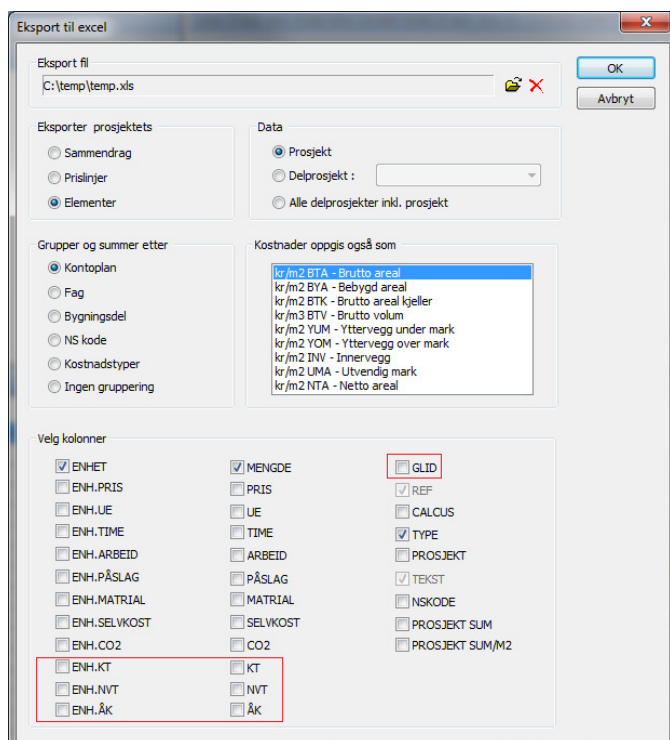 Eksport til excel
Eksport fil
C:\temp\temp.xls
OK
Avbryt
Eksporter prosjektets
Sammendrag
Prislinjer
Elementer
Data
Prosjekt
Delprosjekt :
Alle delprosjekter inkl. prosjekt
Grupper og summer etter
Kontoplan
Fag
Bygningsdel
NS kode
Kostnadstyper
Ingen gruppering
Kostnader oppgis også som
kr/m2 BTA - Brutto areal
kr/m2 BYA - Bebygd areal
kr/m2 BTK - Brutto areal kjeller
kr/m3 BTV - Brutto volum
kr/m2 YUM - Yttervegg under mark
kr/m2 YOM - Yttervegg over mark
kr/m2 INV - Innervegg
kr/m2 UMA - Utvendig mark
kr/m2 NTA - Netto areal
Velg kolonner
ENHET
ENH.PRIS
ENH.UE
ENH.TIME
ENH.ARBEID
ENH.PÅSLAG
ENH.MATRIAL
ENH.SELVKOST
ENH.CO2
ENH.KT
ENH.NVT
ENH.ÅK
MENGDE
PRIS
UE
TIME
ARBEID
PÅSLAG
MATRIAL
SELVKOST
CO2
KT
NVT
ÅK
GLID
REF
CALCUS
TYPE
PROSJEKT
TEKST
NSKODE
PROSJEKT SUM
PROSJEKT SUM/M2